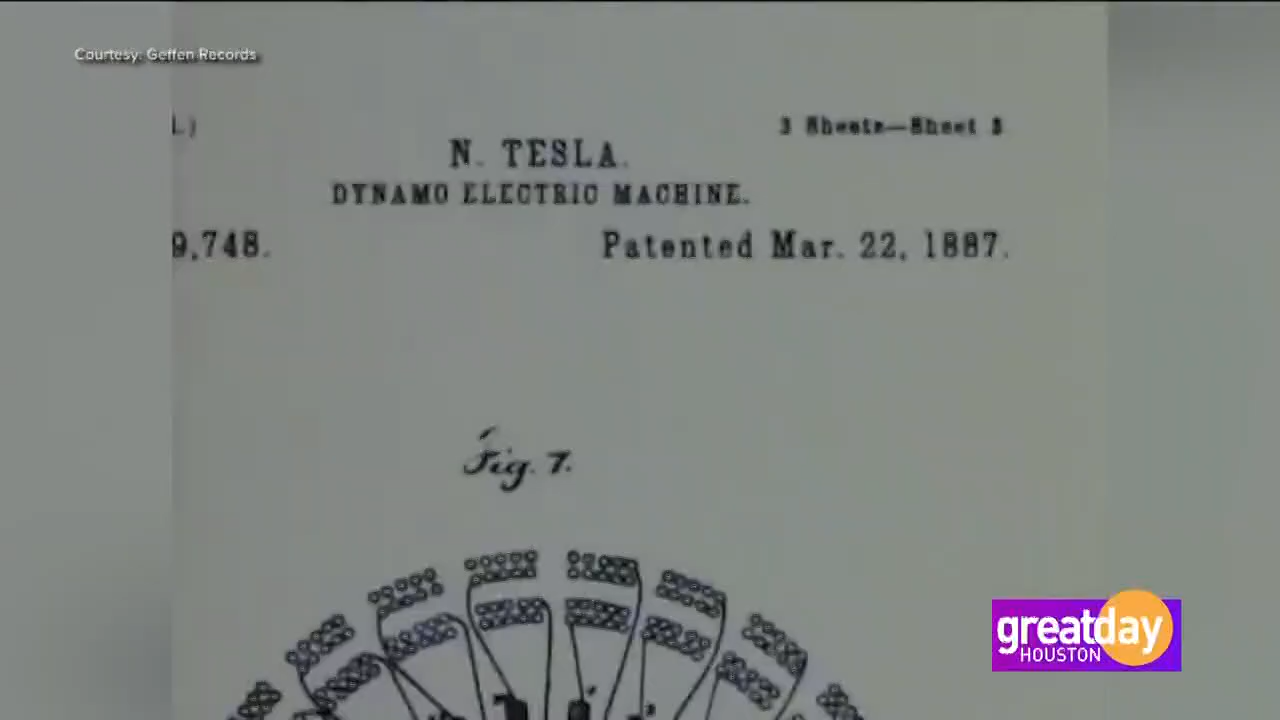 Courtesy: Geffen Records
L.)
3 Sheets—Sheet 3
N. TESLA.
DYNAMO ELECTRIC MACHINE.
9,748.
Patented Mar. 22, 1887.
Fig. 7.
greatday
HOUSTON